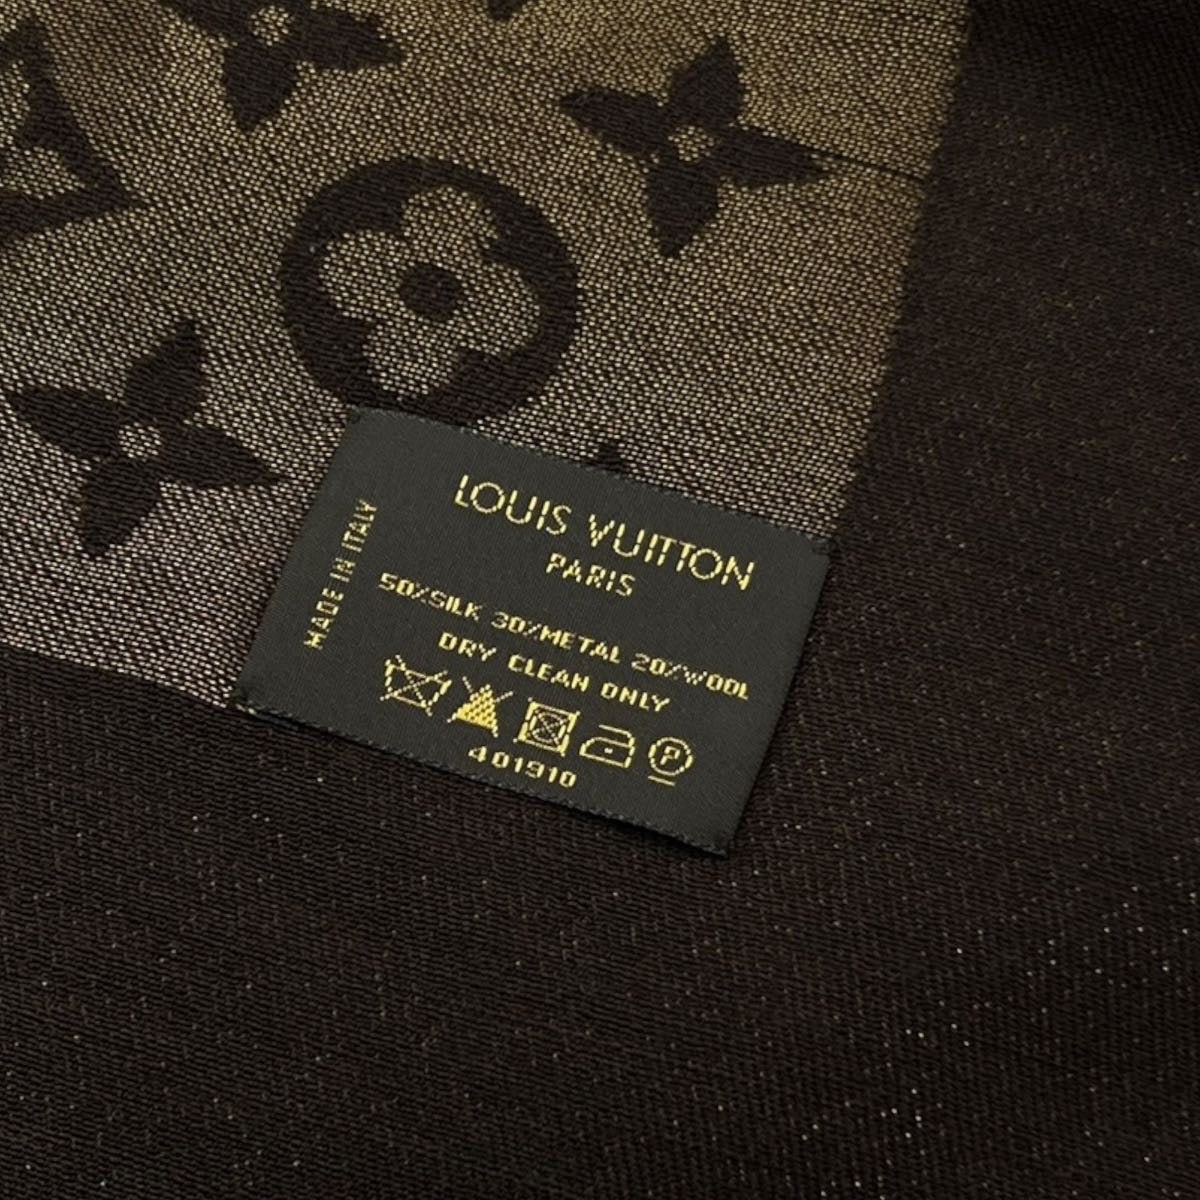 LOUIS VUITTON
PARIS
50%SILK 30%METAL 20%WOOL
DRY CLEAN ONLY
P
401910
MADE IN ITALY